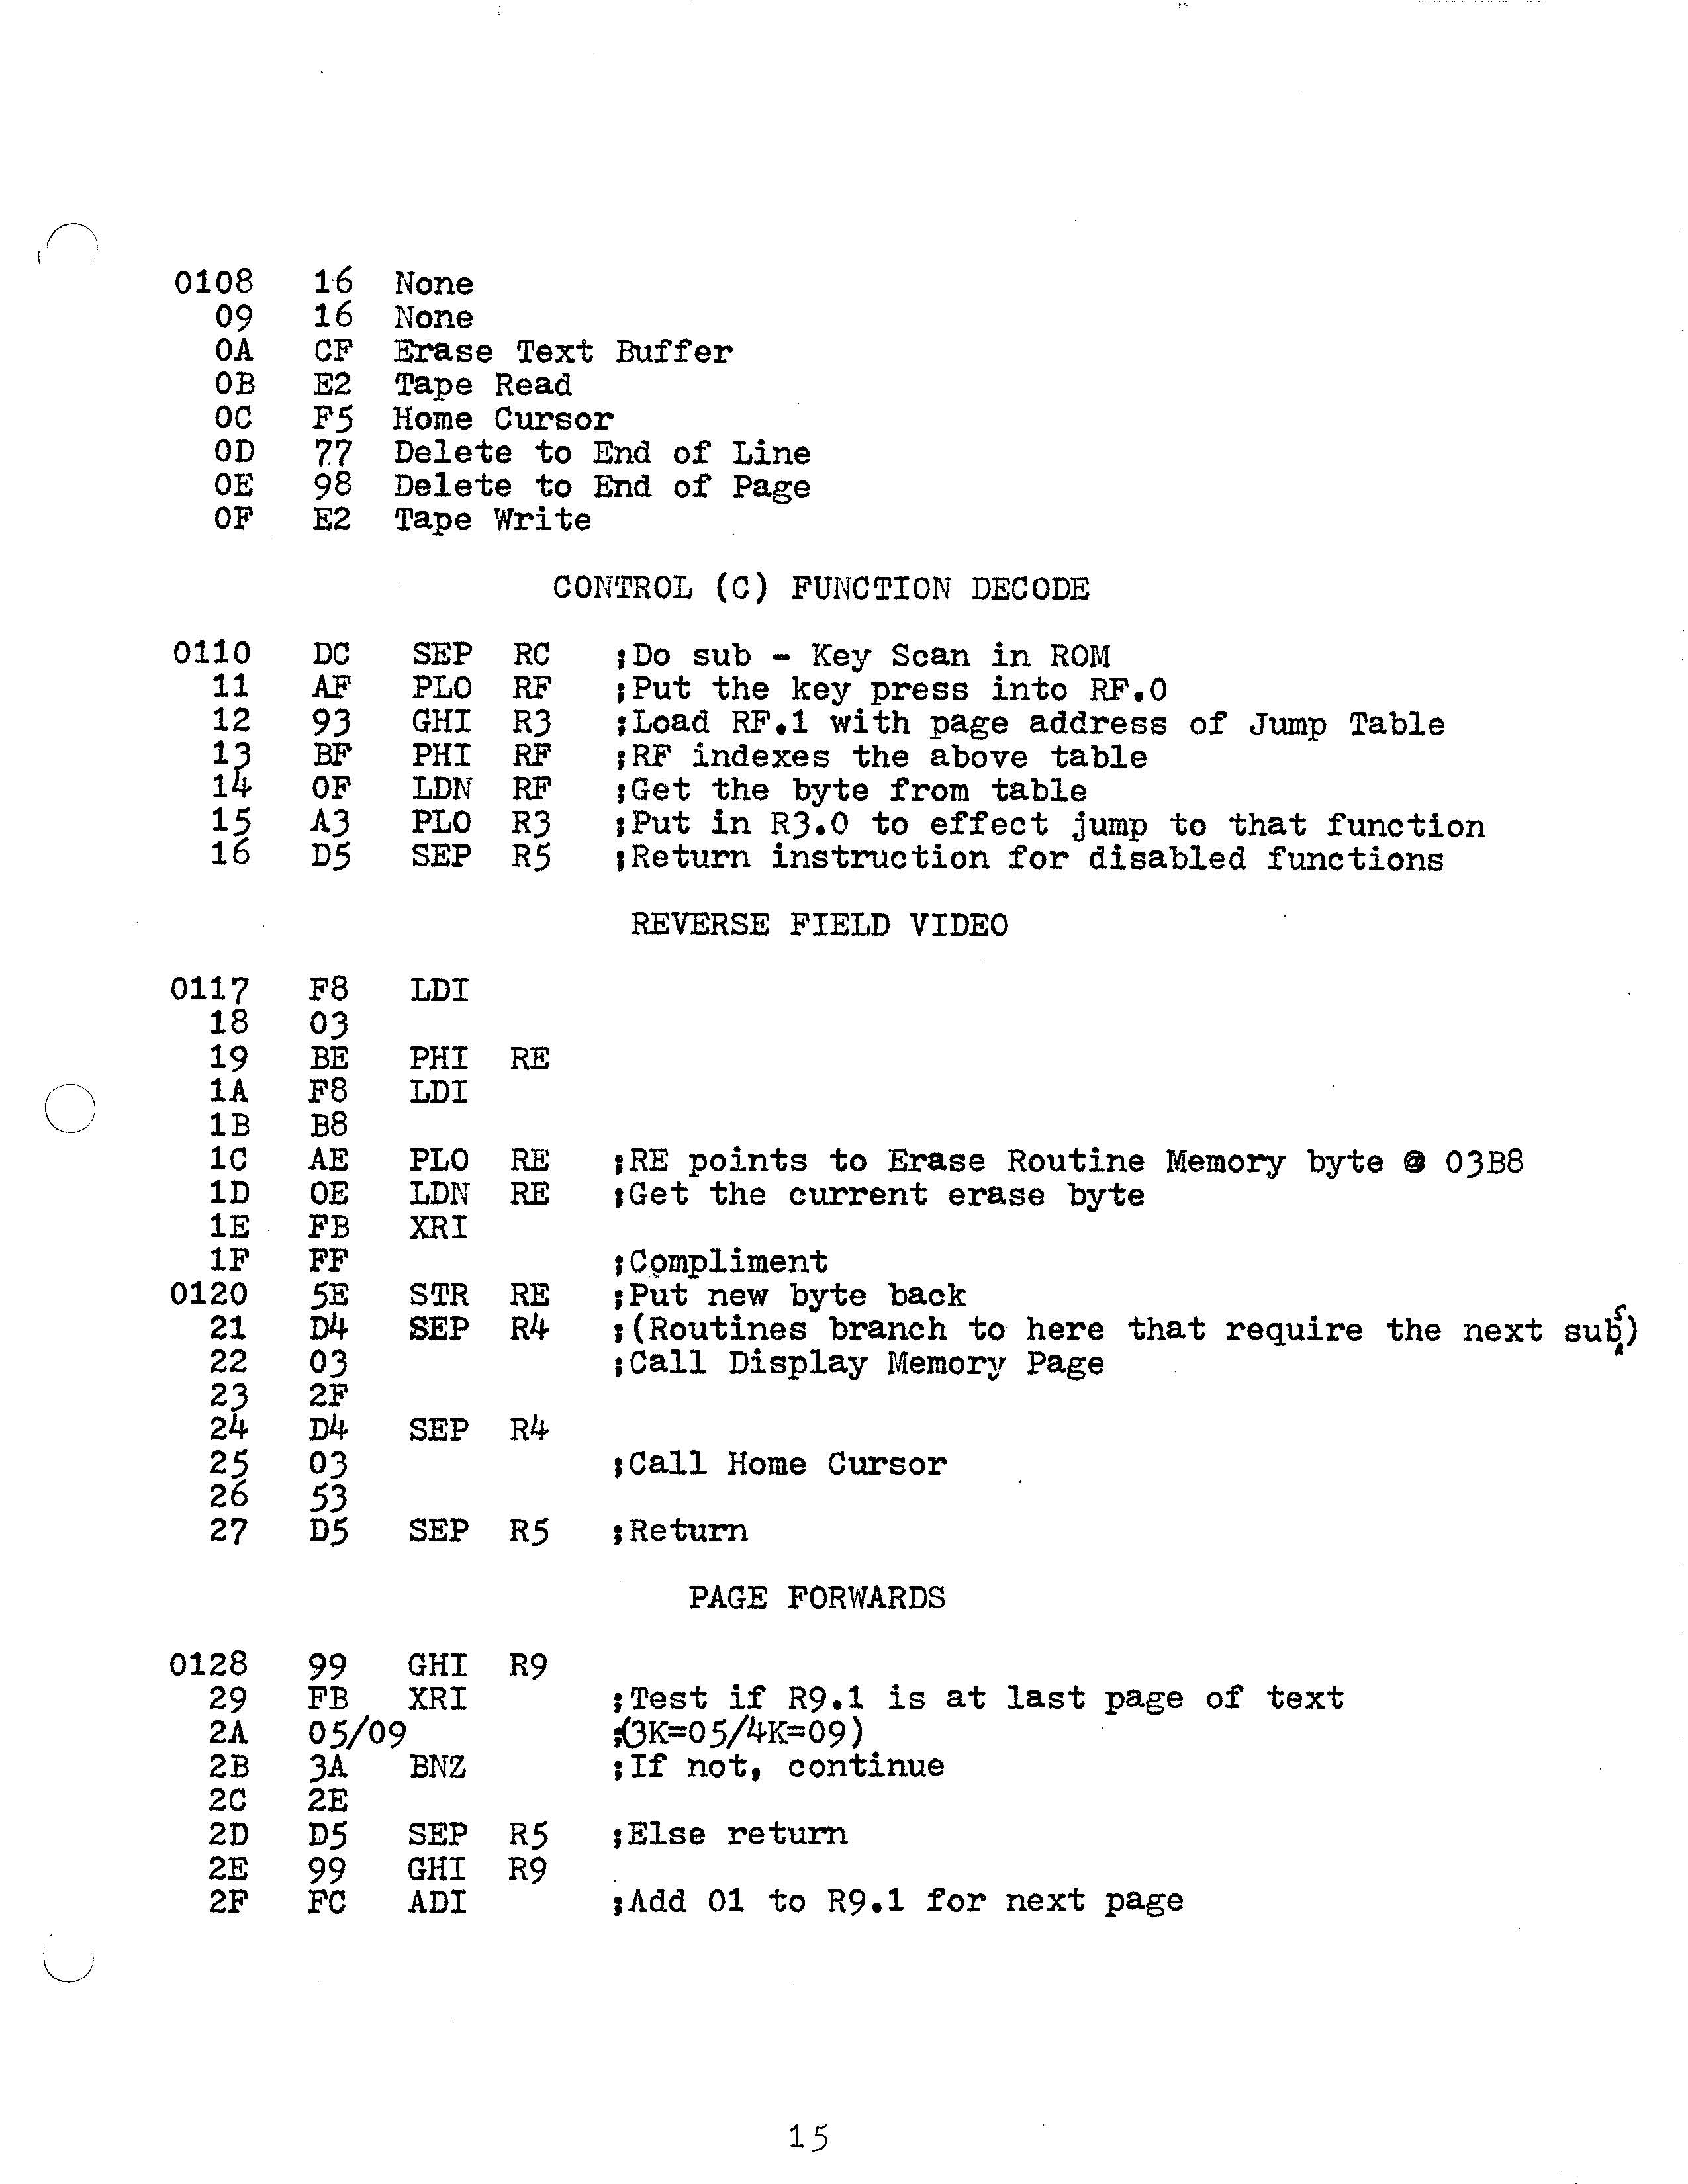 0108 16 None
09 16 None
0A CF Erase Text Buffer
0B E2 Tape Read
0C F5 Home Cursor
0D 77 Delete to End of Line
0E 98 Delete to End of Page
0F E2 Tape Write
CONTROL (C) FUNCTION DECODE
0110 DC SEP RC ;Do sub - Key Scan in ROM
11 AF PLO RF ;Put the key press into RF.0
12 93 GHI R3 ;Load RF.1 with page address of Jump Table
13 BF PHI RF ;RF indexes the above table
14 0F LDN RF ;Get the byte from table
15 A3 PLO R3 ;Put in R3.0 to effect jump to that function
16 D5 SEP R5 ;Return instruction for disabled functions
REVERSE FIELD VIDEO
0117 F8 LDI
18 03
19 BE PHI RE
1A F8 LDI
1B B8
1C AE PLO RE ;RE points to Erase Routine Memory byte @ 03B8
1D 0E LDN RE ;Get the current erase byte
1E FB XRI
1F FF ;Compliment
0120 5E STR RE ;Put new byte back
21 D4 SEP R4 ;(Routines branch to here that require the next subs)
22 03 ;Call Display Memory Page
23 2F
24 D4 SEP R4
25 03 ;Call Home Cursor
26 53
27 D5 SEP R5 ;Return
PAGE FORWARDS
0128 99 GHI R9
29 FB XRI ;Test if R9.1 is at last page of text
2A 05/09 ;(3K=05/4K=09)
2B 3A BNZ ;If not, continue
2C 2E
2D D5 SEP R5 ;Else return
2E 99 GHI R9
2F FC ADI ;Add 01 to R9.1 for next page
15